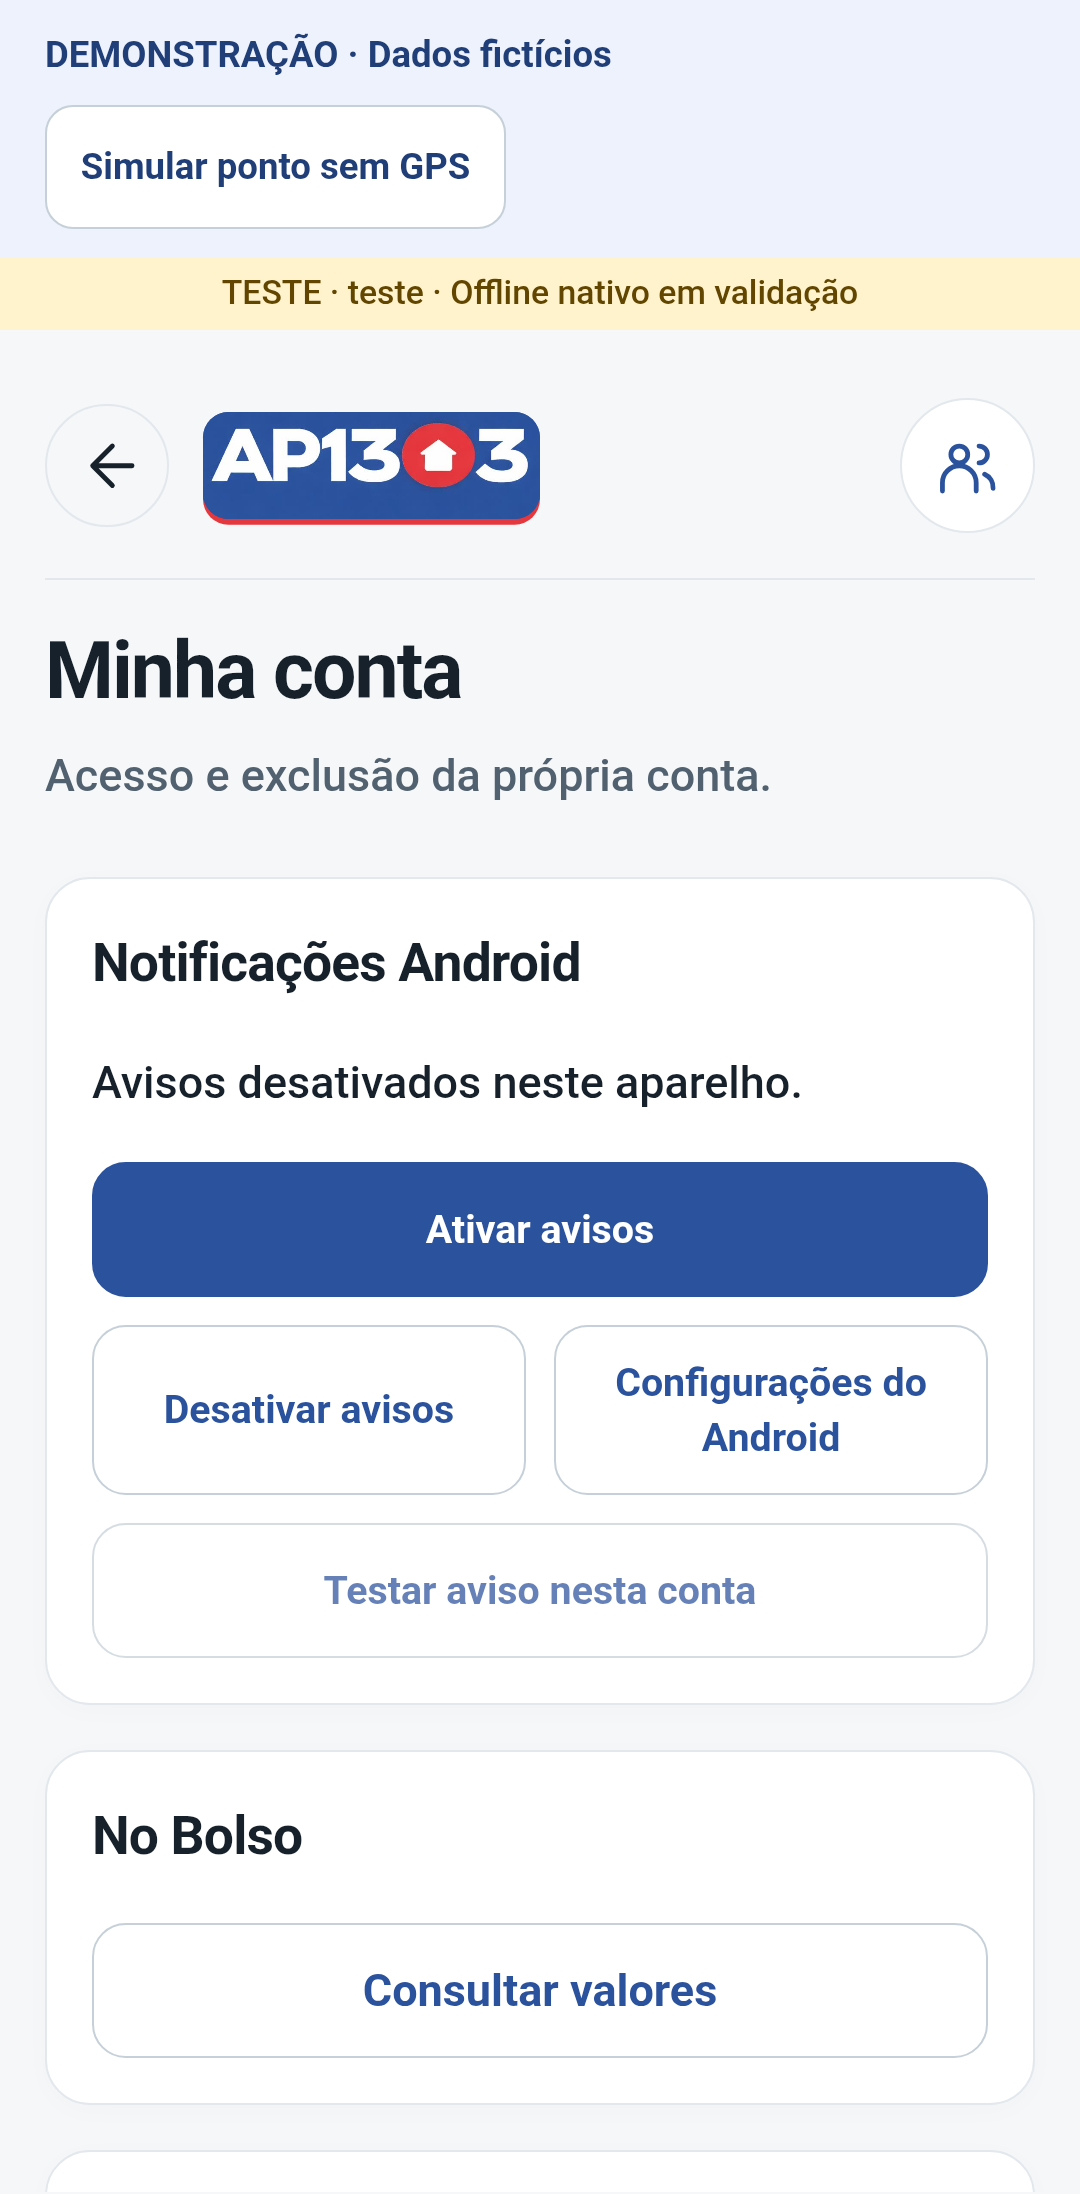 DEMONSTRAÇÃO · Dados fictícios
Simular ponto sem GPS
TESTE · teste · Offline nativo em validação
AP1303
Minha conta
Acesso e exclusão da própria conta.
Notificações Android
Avisos desativados neste aparelho.
Ativar avisos
Desativar avisos
Configurações do
Android
Testar aviso nesta conta
No Bolso
Consultar valores